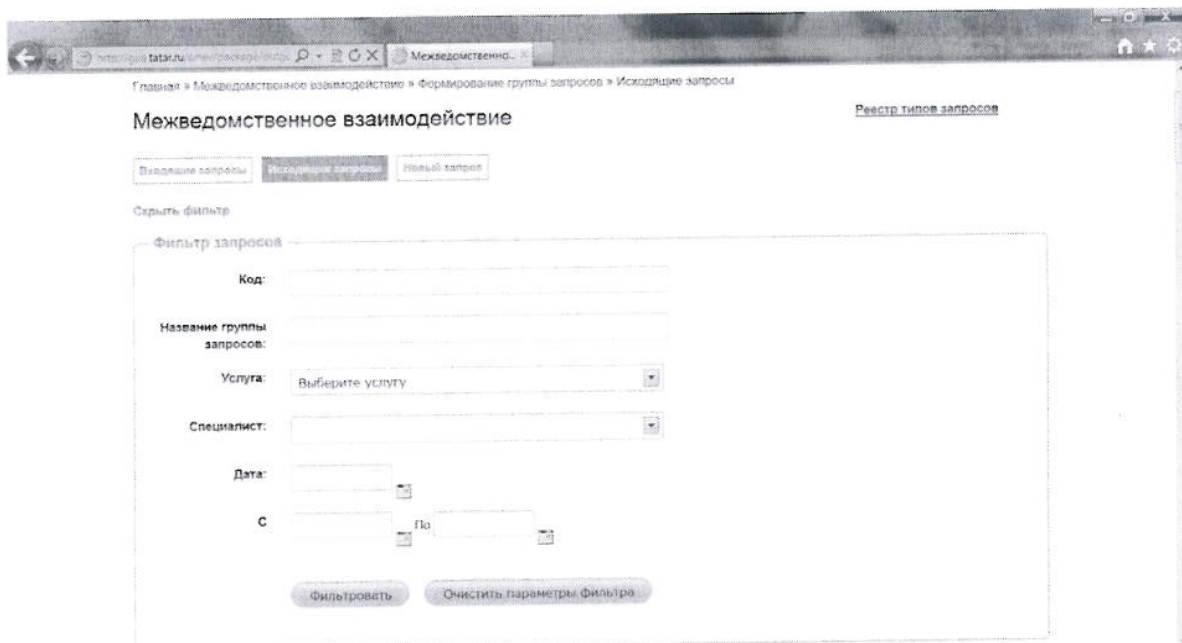 tatar.ru
Межведомственно...
Главная » Межведомственное взаимодействие » Формирование группы запросов » Исходящие запросы
Межведомственное взаимодействие
Реестр типов запросов
Входящие запросы
Исходящие запросы
Новый запрос
Скрыть фильтр
Фильтр запросов
Код:
Название группы
запросов:
Услуга:
Выберите услугу
Специалист:
Дата:
С
По
Фильтровать
Очистить параметры фильтра